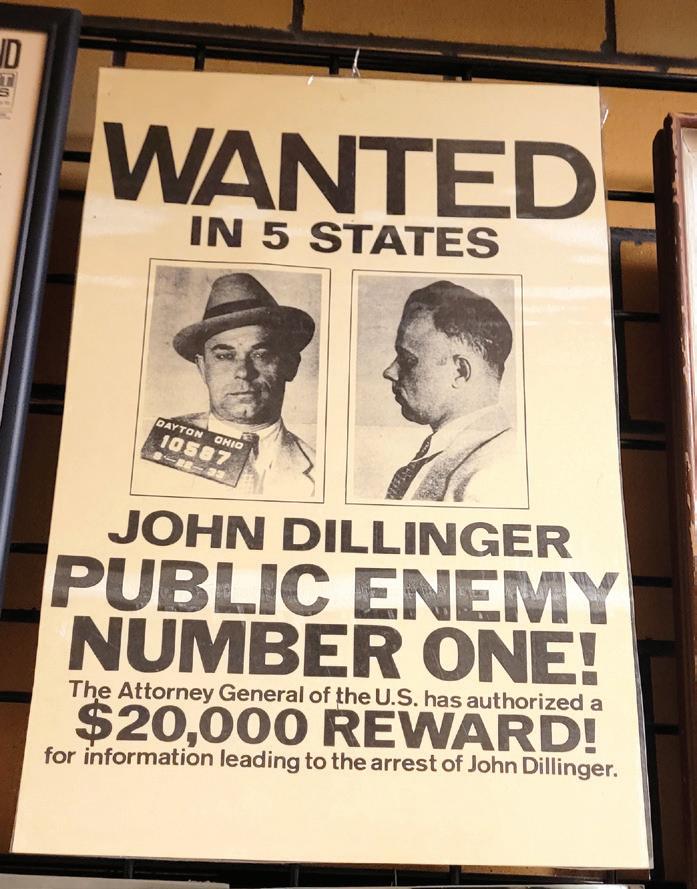 WANTED
IN 5 STATES
DAYTON OHIO
10587
JOHN DILLINGER
PUBLIC ENEMY
NUMBER ONE!
The Attorney General of the U.S. has authorized a
$20,000 REWARD!
for information leading to the arrest of John Dillinger.